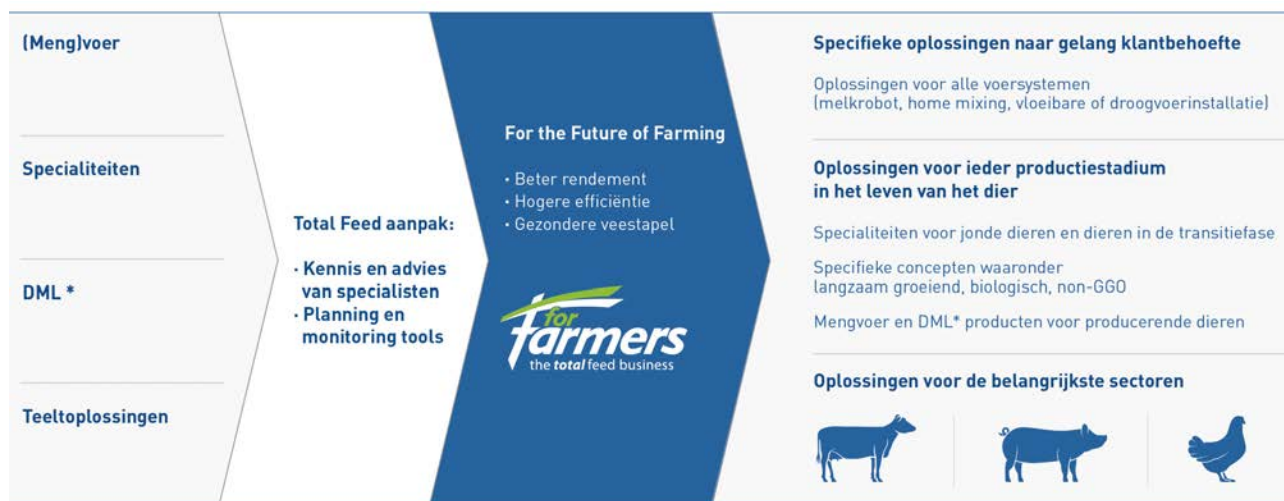 (Meng)voer
Specialiteiten
DML *
Teeltoplossingen
Total Feed aanpak:
· Kennis en advies
van specialisten
· Planning en
monitoring tools
For the Future of Farming
· Beter rendement
· Hogere efficiëntie
· Gezondere veestapel
for
farmers
the total feed business
Specifieke oplossingen naar gelang klantbehoefte
Oplossingen voor alle voersystemen
(melkrobot, home mixing, vloeibare of droogvoerinstallatie)
Oplossingen voor ieder productiestadium
in het leven van het dier
Specialiteiten voor jonde dieren en dieren in de transitiefase
Specifieke concepten waaronder
langzaam groeiend, biologisch, non-GGO
Mengvoer en DML* producten voor producerende dieren
Oplossingen voor de belangrijkste sectoren